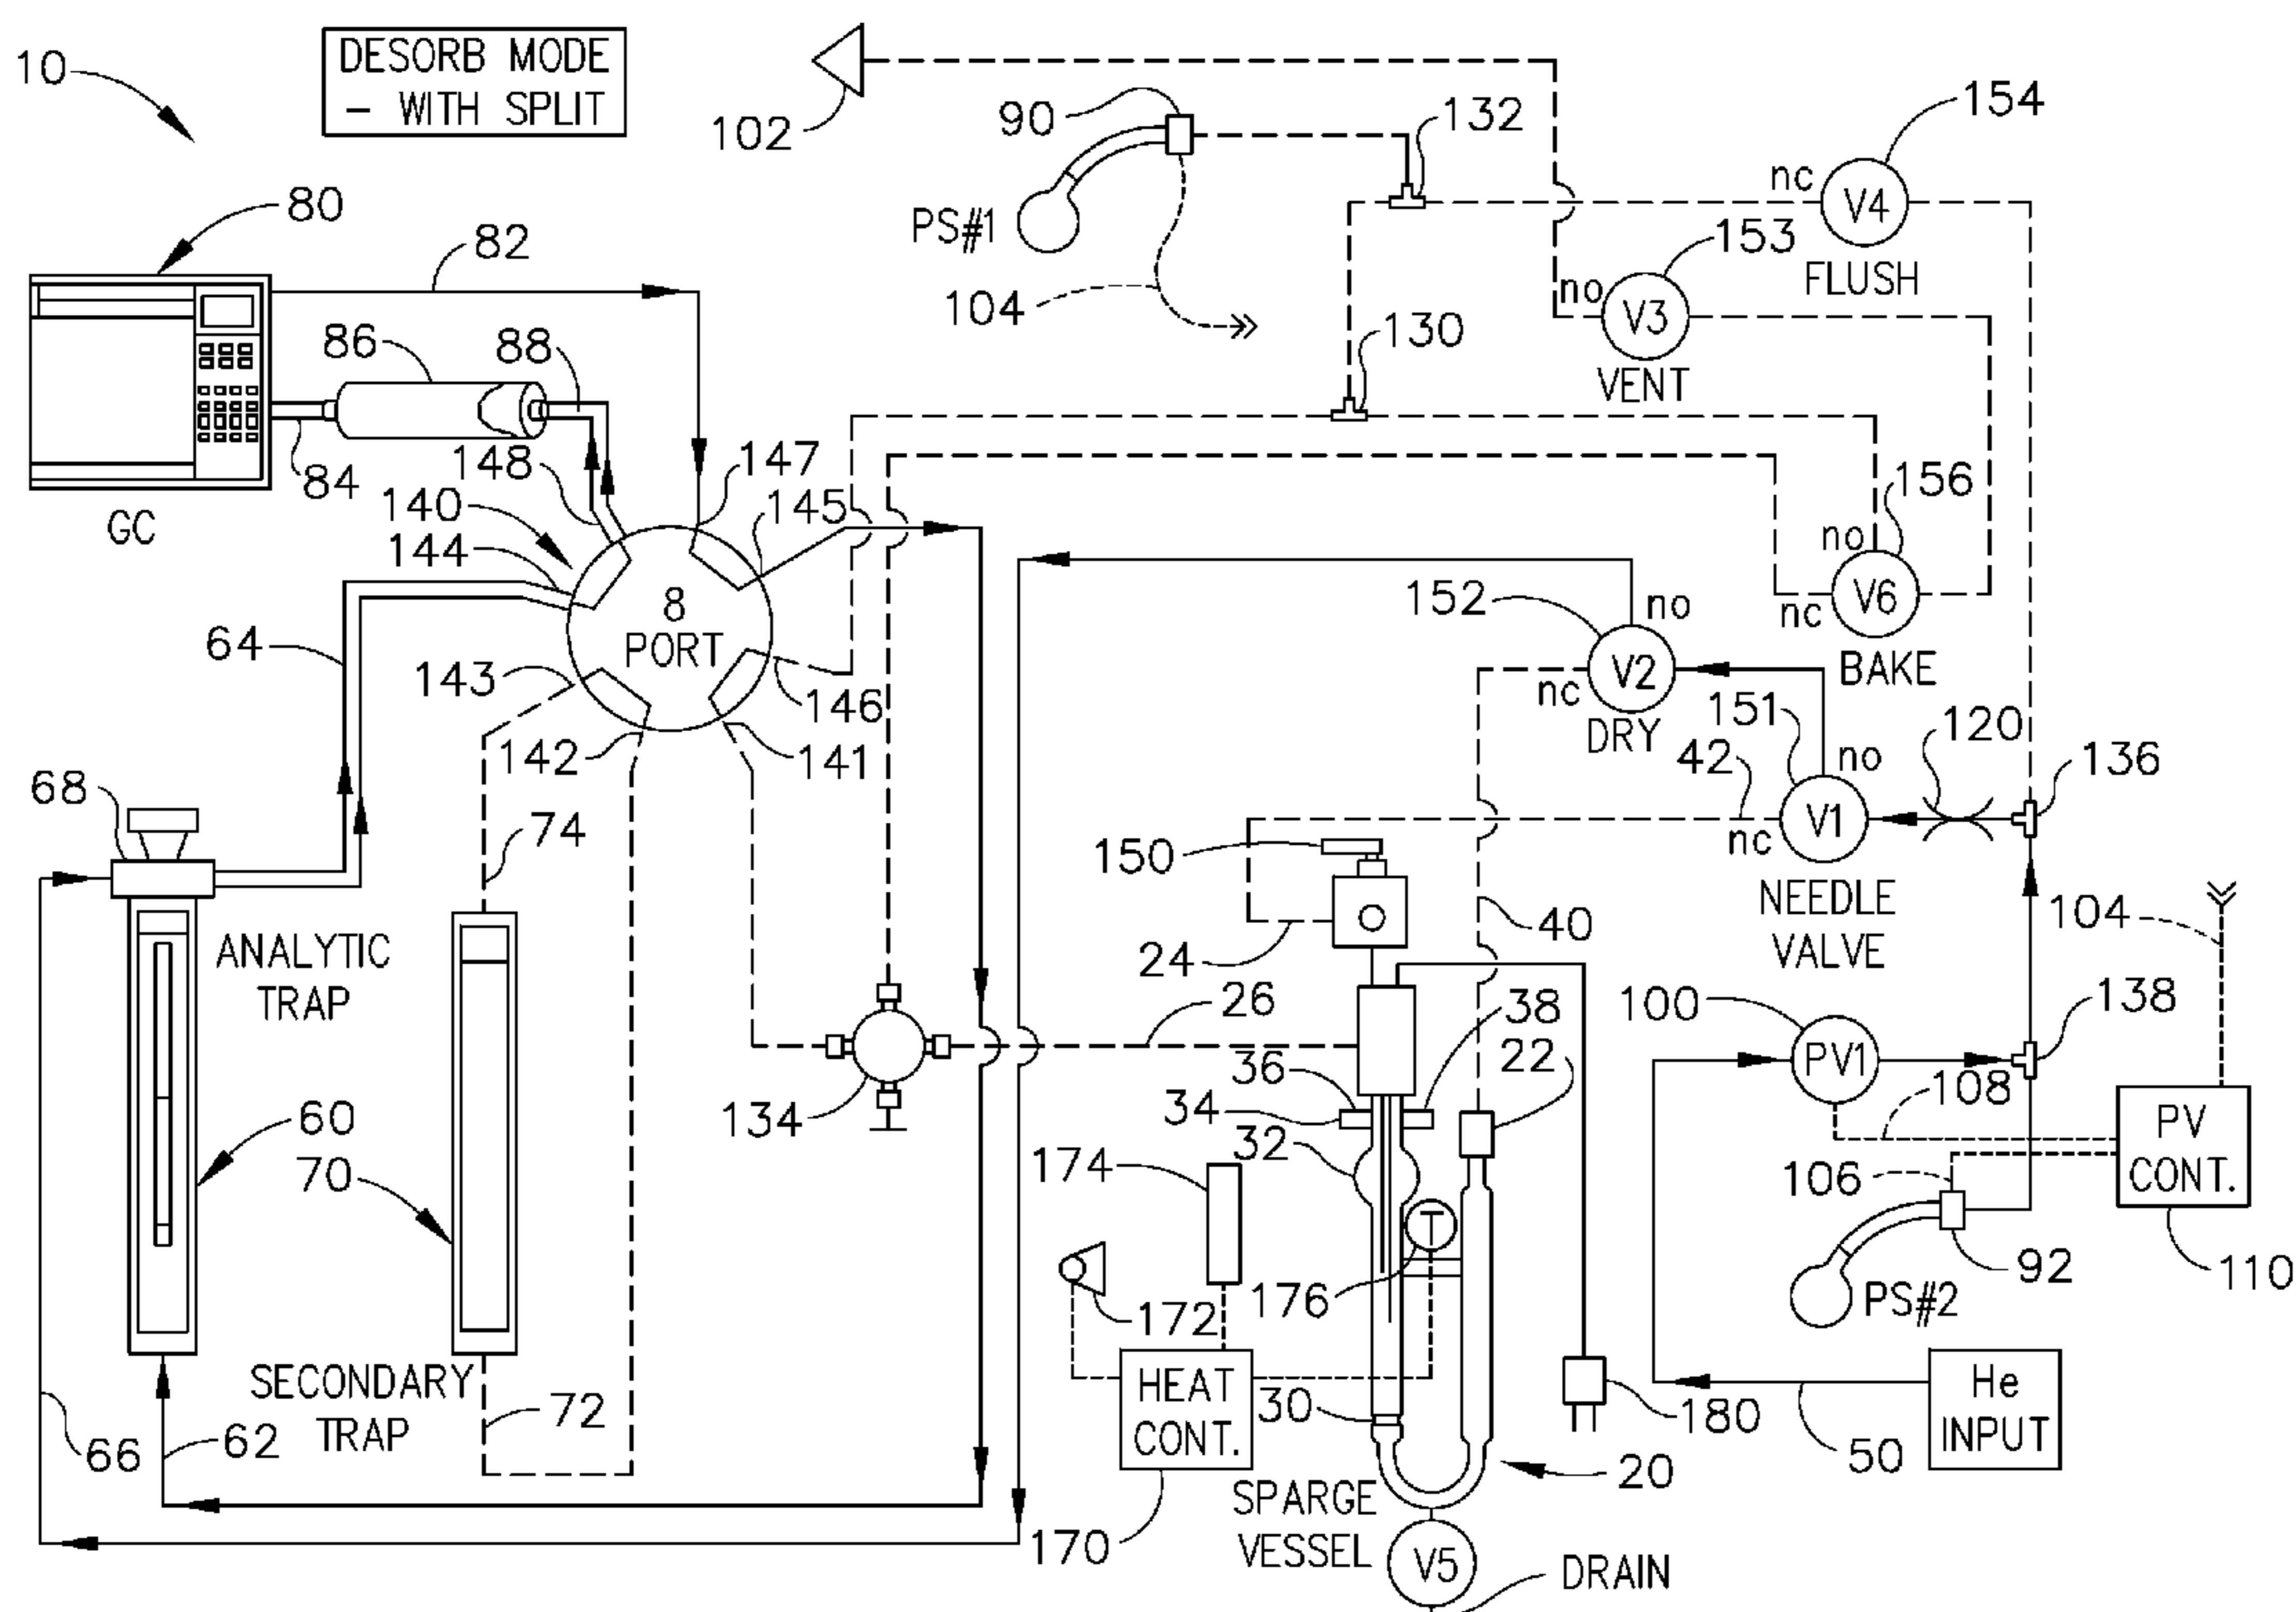 10
DESORB MODE
- WITH SPLIT
102
90
132
154
nc
V4
PS#1
FLUSH
153
no
V3
VENT
104
130
80
82
86
88
84
GC
148
147
145
140
144
8
PORT
143
142
141
146
64
156
no
nc
V6
BAKE
152
no
V2
nc
DRY
151
42
no
V1
nc
NEEDLE
VALVE
120
136
68
74
150
24
40
104
ANALYTIC
TRAP
26
38
22
100
PV1
138
36
34
32
134
60
70
174
108
106
PV
CONT.
110
92
PS#2
T
176
172
HEAT
CONT.
30
170
180
50
He
INPUT
SECONDARY
TRAP
72
66
62
20
SPARGE
VESSEL
V5
DRAIN